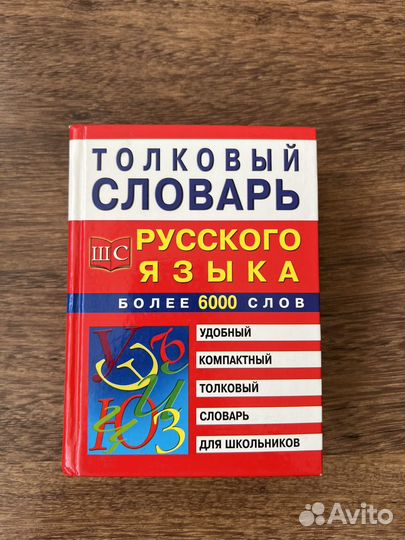 ТОЛКОВЫЙ
СЛОВАРЬ
ШС
РУССКОГО
ЯЗЫКА
БОЛЕЕ 6000 СЛОВ
УДОБНЫЙ
КОМПАКТНЫЙ
ТОЛКОВЫЙ
СЛОВАРЬ
ДЛЯ ШКОЛЬНИКОВ
У Э Ъ
Ц И
Ю Ч З
Avito